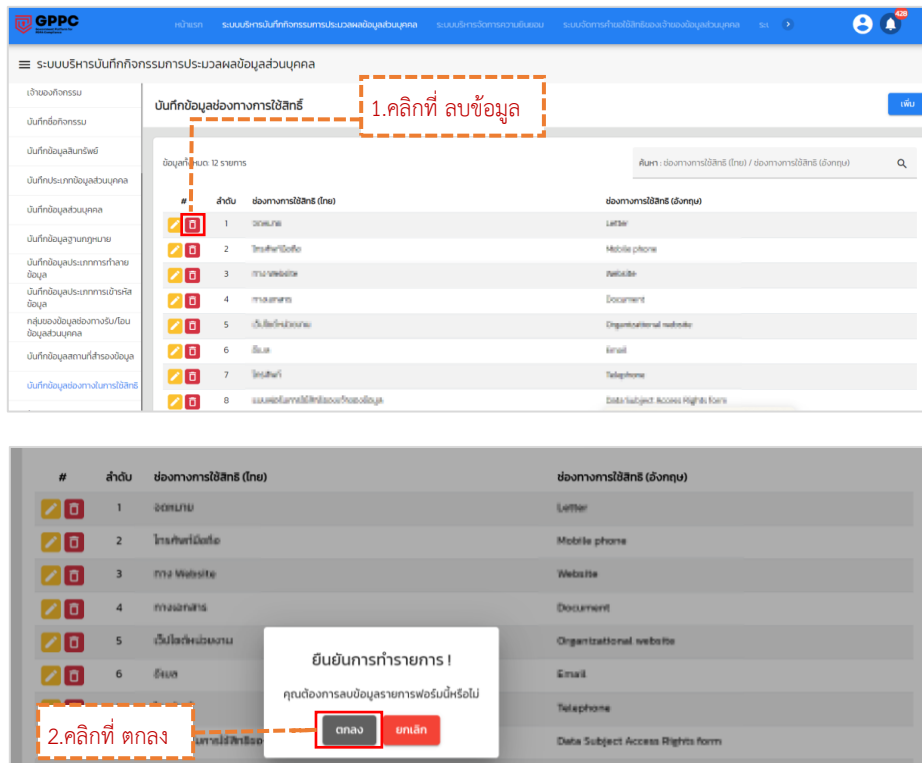 GPPC
หน้าแรก ระบบบริหารบันทึกกิจกรรมการประมวลผลข้อมูลส่วนบุคคล ระบบบริหารจัดการความยินยอม ระบบจัดการคำขอใช้สิทธิของเจ้าของข้อมูลส่วนบุคคล
428
ระบบบริหารบันทึกกิจกรรมการประมวลผลข้อมูลส่วนบุคคล
เจ้าของกิจกรรม
บันทึกชื่อกิจกรรม
บันทึกข้อมูลสินทรัพย์
บันทึกประเภทข้อมูลส่วนบุคคล
บันทึกข้อมูลส่วนบุคคล
บันทึกข้อมูลฐานกฎหมาย
บันทึกข้อมูลประเภทการทำลาย
ข้อมูล
บันทึกข้อมูลประเภทการเข้ารหัส
ข้อมูล
กลุ่มของข้อมูลช่องทางรับ/โอน
ข้อมูลส่วนบุคคล
บันทึกข้อมูลสถานที่สำรองข้อมูล
บันทึกข้อมูลช่องทางในการใช้สิทธิ
บันทึกข้อมูลช่องทางการใช้สิทธิ์
1.คลิกที่ ลบข้อมูล
เพิ่ม
ข้อมูลทั้งหมด 12 รายการ
ค้นหา : ช่องทางการใช้สิทธิ (ไทย) / ช่องทางการใช้สิทธิ (อังกฤษ)
# ลำดับ ช่องทางการใช้สิทธิ (ไทย) ช่องทางการใช้สิทธิ (อังกฤษ)
1 จดหมาย Letter
2 โทรศัพท์มือถือ Mobile phone
3 ทาง Website Website
4 ทางเอกสาร Document
5 เว็ปไซต์หน่วยงาน Organizational website
6 อีเมล Email
7 โทรศัพท์ Telephone
8 แบบฟอร์มการใช้สิทธิของเจ้าของข้อมูล Data Subject Access Rights form
# ลำดับ ช่องทางการใช้สิทธิ (ไทย) ช่องทางการใช้สิทธิ (อังกฤษ)
1 จดหมาย Letter
2 โทรศัพท์มือถือ Mobile phone
3 ทาง Website Website
4 ทางเอกสาร Document
5 เว็ปไซต์หน่วยงาน Organizational website
6 อีเมล Email
Telephone
Data Subject Access Rights form
ยืนยันการทำรายการ !
คุณต้องการลบข้อมูลรายการฟอร์มนี้หรือไม่
ตกลง ยกเลิก
2.คลิกที่ ตกลง